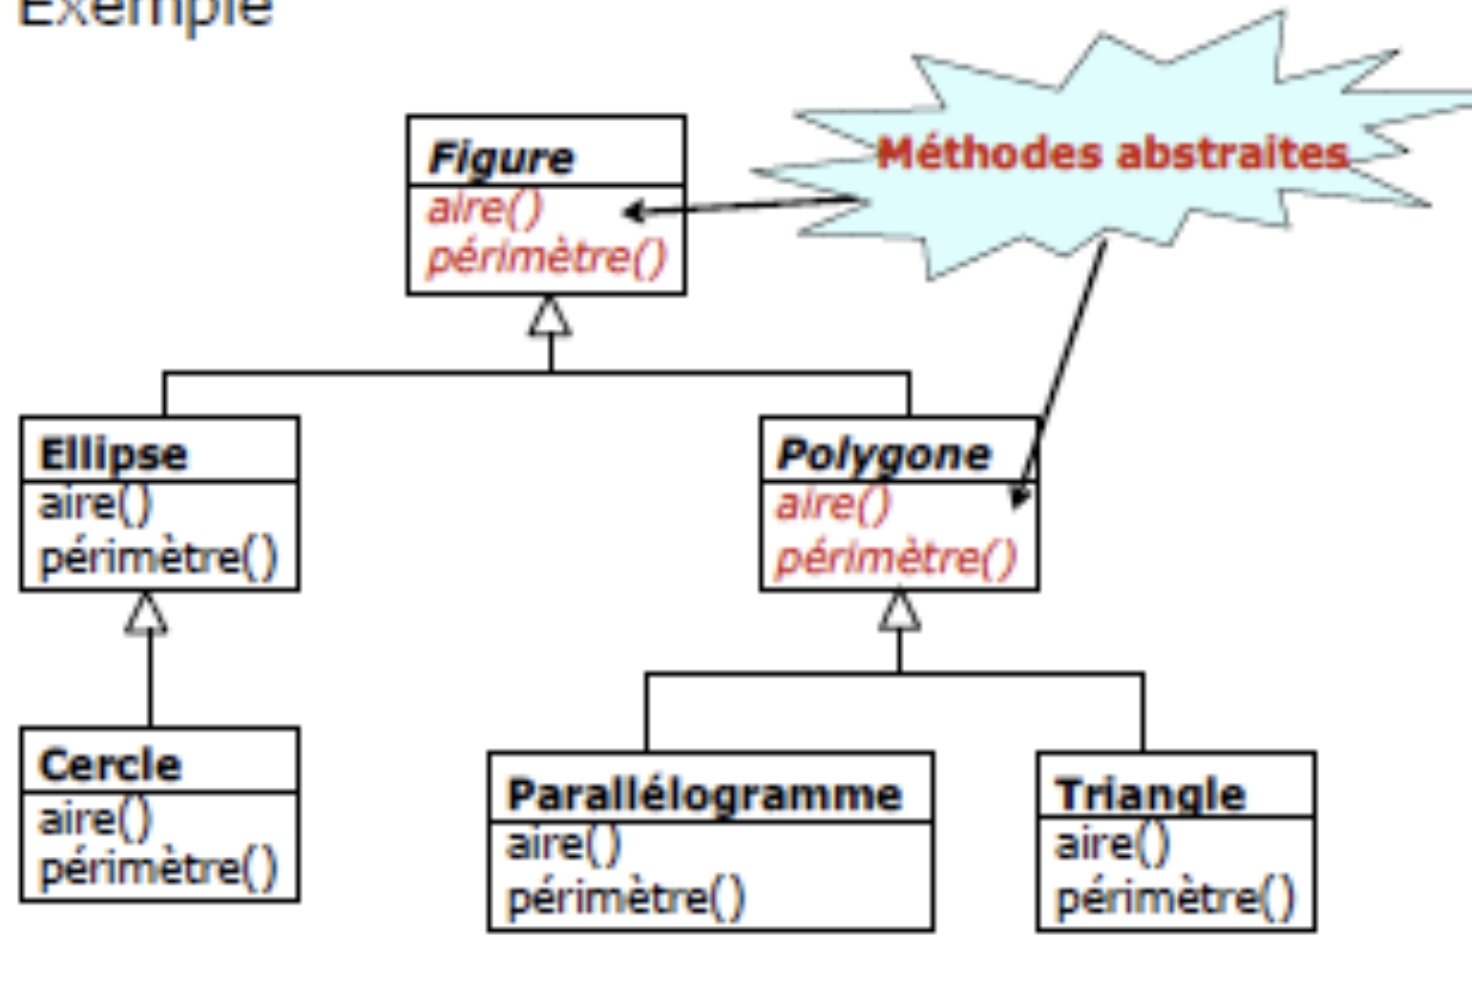 Exemple
Méthodes abstraites
Figure
aire()
périmètre()
Ellipse
aire()
périmètre()
Polygone
aire()
périmètre()
Cercle
aire()
périmètre()
Parallélogramme
aire()
périmètre()
Triangle
aire()
périmètre()